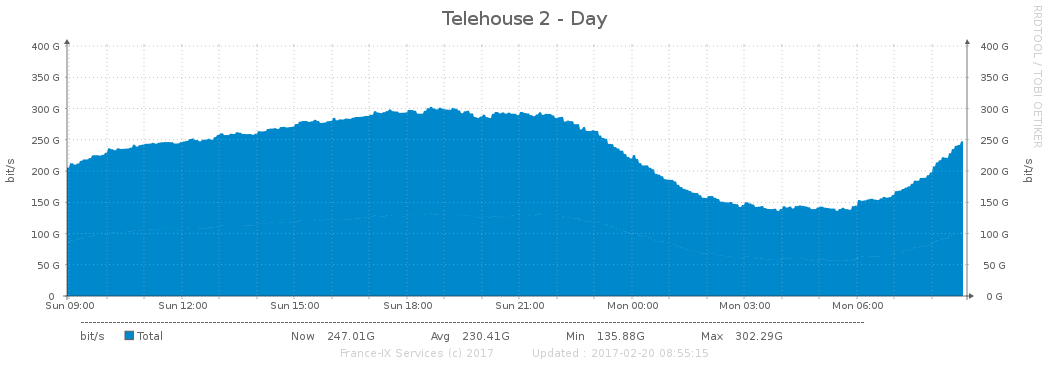 Telehouse 2 - Day
RRDTOOL / TOBI OETIKER
bit/s
400 G
350 G
300 G
250 G
200 G
150 G
100 G
50 G
0
400 G
350 G
300 G
250 G
200 G
150 G
100 G
50 G
0 G
bit/s
Sun 09:00 Sun 12:00 Sun 15:00 Sun 18:00 Sun 21:00 Mon 00:00 Mon 03:00 Mon 06:00
bit/s Total Now 247.01G Avg 230.41G Min 135.88G Max 302.29G
France-IX Services (c) 2017 Updated : 2017-02-20 08:55:15